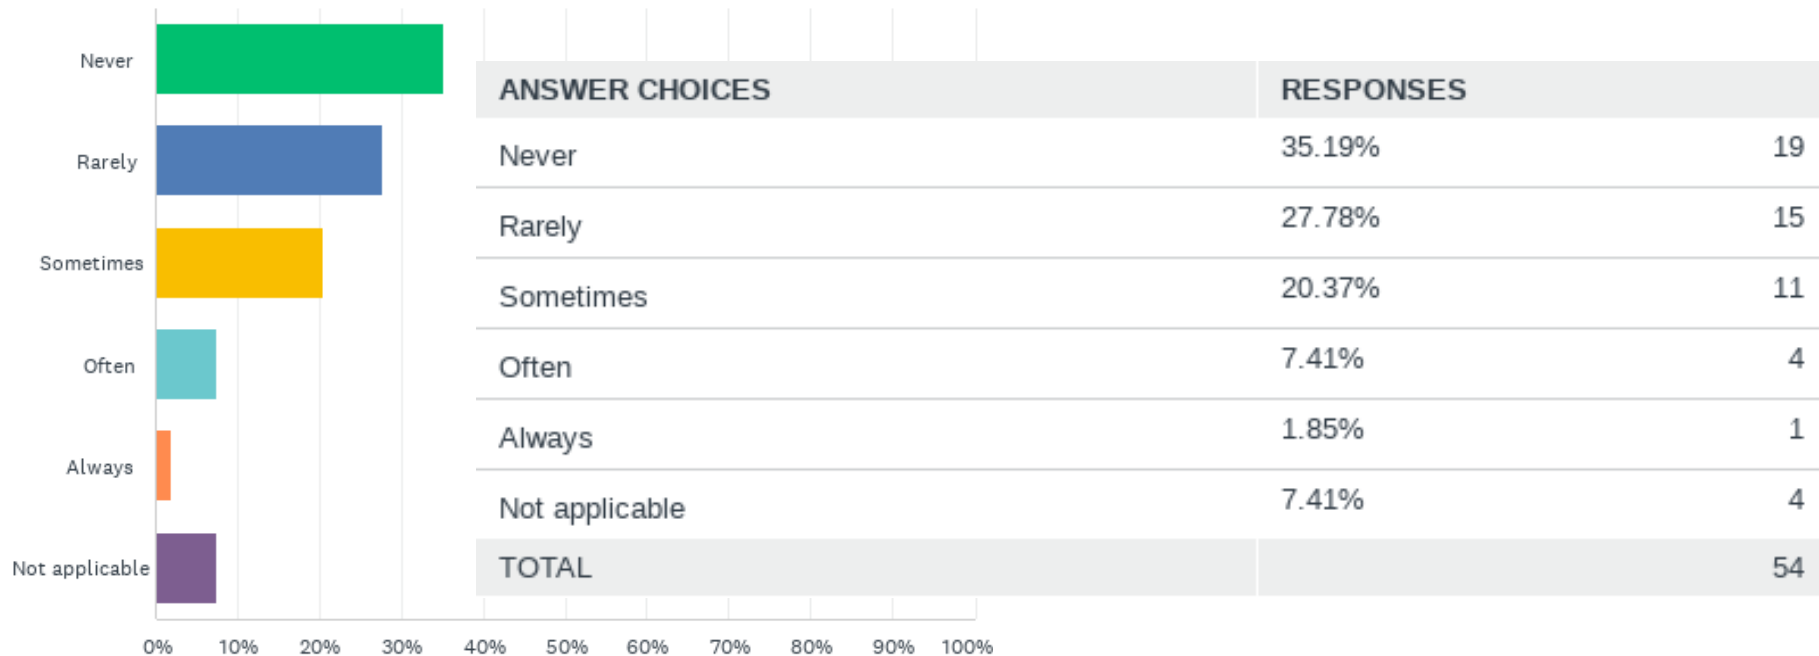 Never
Rarely
Sometimes
Often
Always
Not applicable
0% 10% 20% 30% 40% 50% 60% 70% 80% 90% 100%
ANSWER CHOICES RESPONSES
Never 35.19% 19
Rarely 27.78% 15
Sometimes 20.37% 11
Often 7.41% 4
Always 1.85% 1
Not applicable 7.41% 4
TOTAL 54